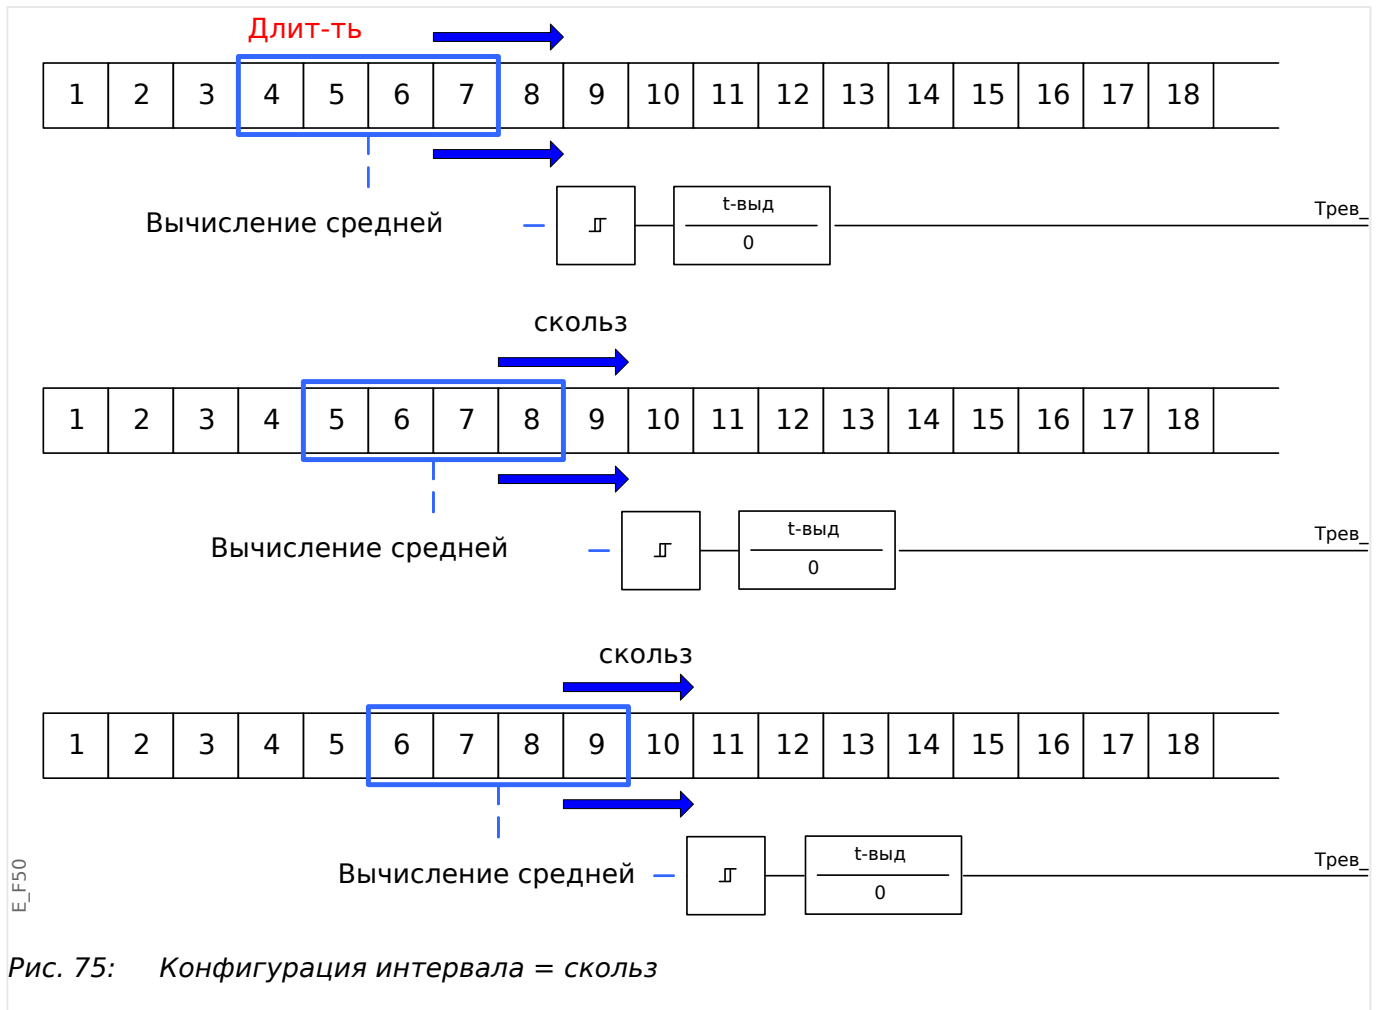 Длит-ть
1 2 3 4 5 6 7 8 9 10 11 12 13 14 15 16 17 18
Вычисление средней
t-выд
0
Трев_
скольз
1 2 3 4 5 6 7 8 9 10 11 12 13 14 15 16 17 18
Вычисление средней
t-выд
0
Трев_
скольз
1 2 3 4 5 6 7 8 9 10 11 12 13 14 15 16 17 18
Вычисление средней
t-выд
0
Трев_
E_F50
Рис. 75: Конфигурация интервала = скольз